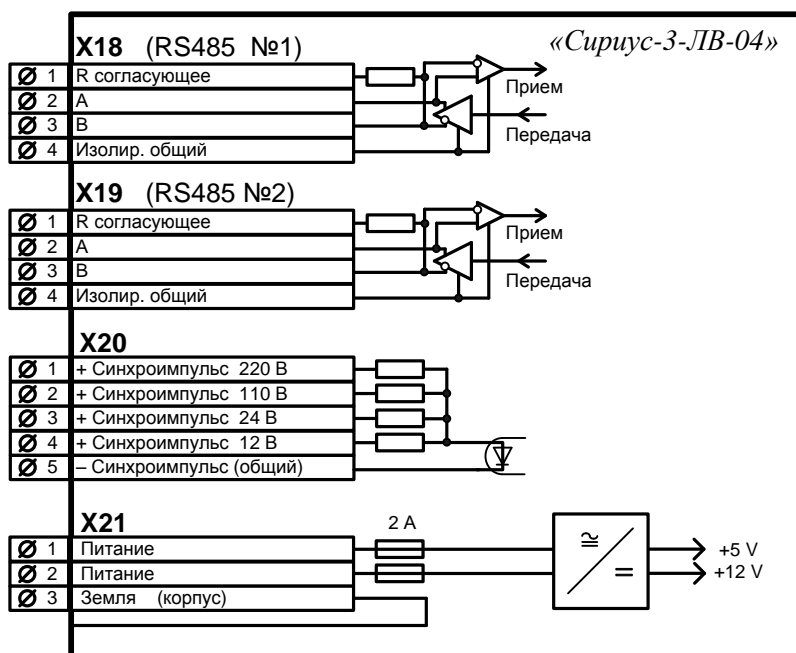 «Сириус-3-ЛВ-04»
X18 (RS485 №1)
1 R согласующее
2 A
3 B
4 Изолир. общий
Прием
Передача
X19 (RS485 №2)
1 R согласующее
2 A
3 B
4 Изолир. общий
Прием
Передача
X20
1 + Синхроимпульс 220 В
2 + Синхроимпульс 110 В
3 + Синхроимпульс 24 В
4 + Синхроимпульс 12 В
5 – Синхроимпульс (общий)
X21
2 А
1 Питание
2 Питание
3 Земля (корпус)
≅
=
+5 V
+12 V